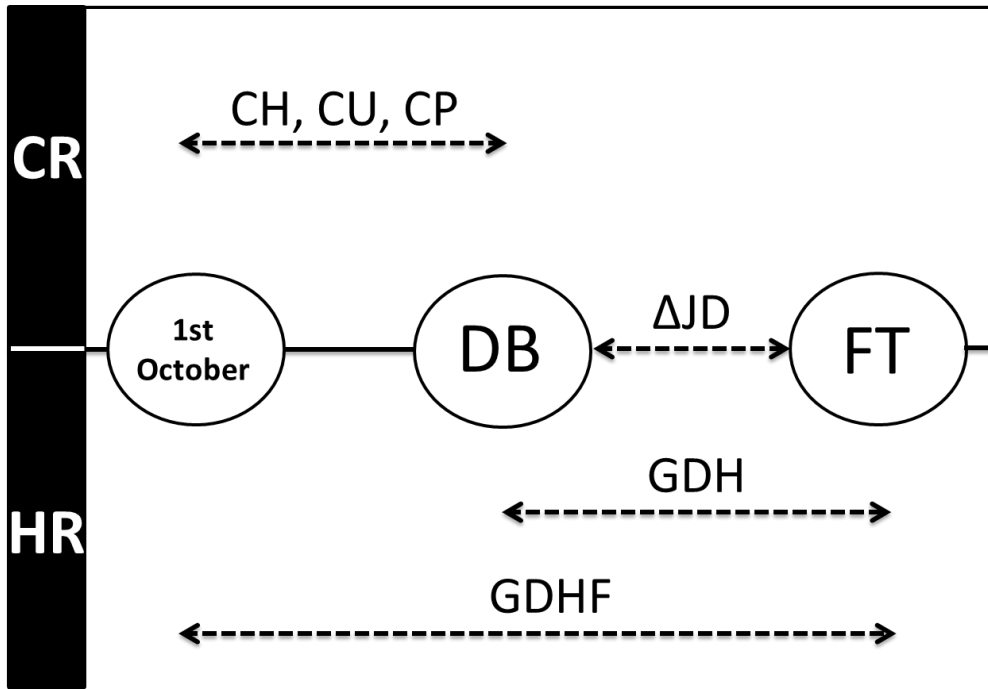 CR
CH, CU, CP
1st
October
DB
ΔJD
FT
HR
GDH
GDHF